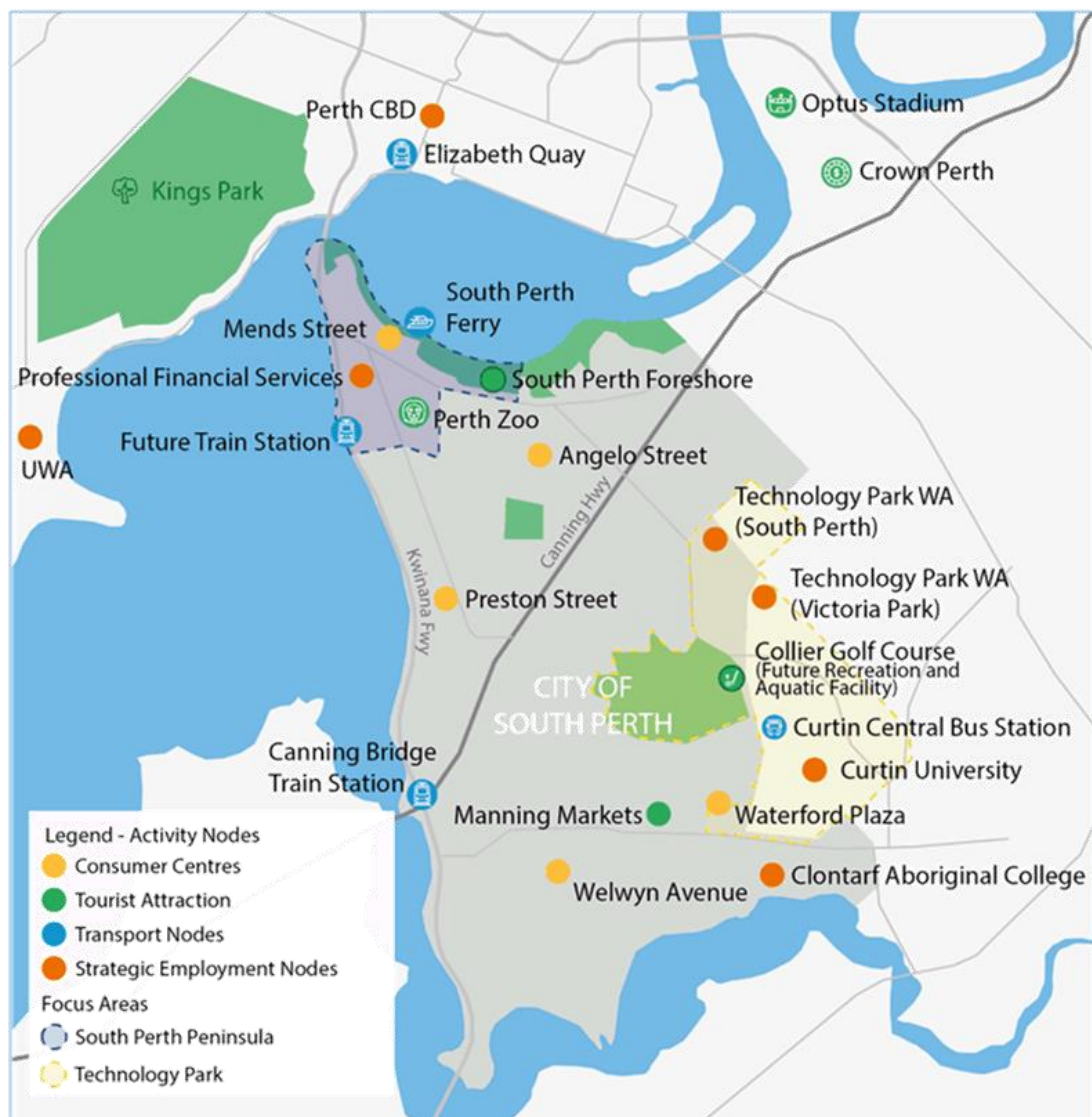 Perth CBD
Optus Stadium
Elizabeth Quay
Crown Perth
Kings Park
South Perth
Ferry
Mends Street
Professional Financial Services
South Perth Foreshore
Perth Zoo
Future Train Station
UWA
Angelo Street
Canning Hwy
Technology Park WA
(South Perth)
Kwinana Fwy
Preston Street
Technology Park WA
(Victoria Park)
Collier Golf Course
(Future Recreation and
Aquatic Facility)
CITY OF
SOUTH PERTH
Curtin Central Bus Station
Canning Bridge
Train Station
Curtin University
Manning Markets
Waterford Plaza
Welwyn Avenue
Clontarf Aboriginal College
Legend - Activity Nodes
Consumer Centres
Tourist Attraction
Transport Nodes
Strategic Employment Nodes
Focus Areas
South Perth Peninsula
Technology Park